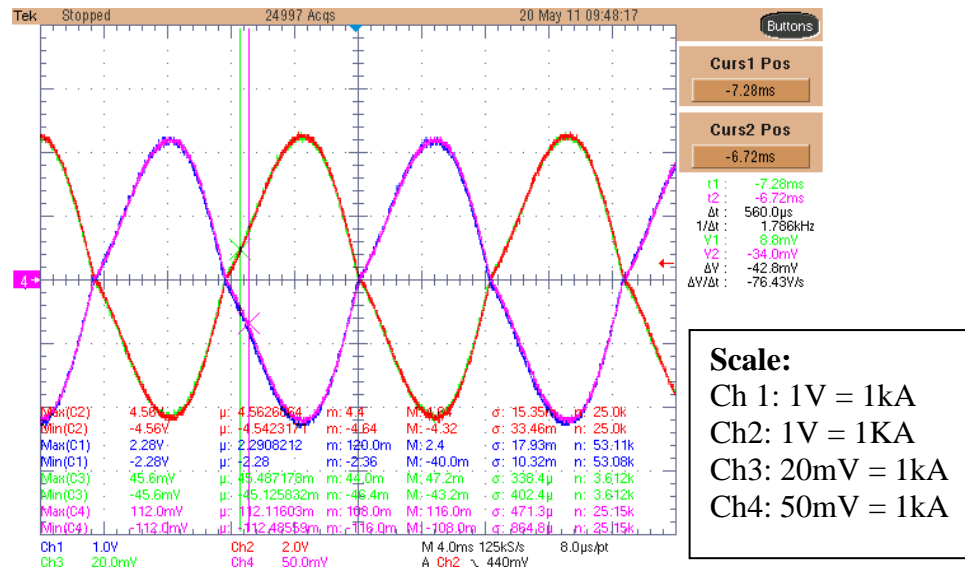 Tek Stopped 24997 Acqs 20 May 11 09:48:17
Buttons
Curs1 Pos
-7.28ms
Curs2 Pos
-6.72ms
t1 : -7.28ms
t2 : -6.72ms
Δt : 560.0µs
1/Δt : 1.786kHz
V1 : 8.8mV
V2 : -34.0mV
ΔV : -42.8mV
ΔV/Δt : -76.43V/s
4
Max(C2) 4.56V µ: m: 4.4 σ: 15.35m n: 25.0k
Min(C2) -4.56V µ: -4.5423171 m: -4.64 M: -4.32 σ: 33.46m n: 25.0k
Max(C1) 2.28V µ: 2.2908212 m: 120.0m M: 2.4 σ: 17.93m n: 53.11k
Min(C1) -2.28V µ: -2.28 m: -2.36 M: -40.0m σ: 10.32m n: 53.08k
Max(C3) 45.6mV µ: 45.487178m m: 44.0m M: 47.2m σ: 338.4µ n: 3.612k
Min(C3) -45.6mV µ: -45.125832m m: -46.4m M: -43.2m σ: 402.4µ n: 3.612k
Max(C4) 112.0mV µ: 112.11603m m: 108.0m M: 116.0m σ: 471.3µ n: 25.15k
Min(C4) -112.0mV µ: -112.46559m m: -116.0m M: -108.0m σ: 864.8µ n: 25.15k
Ch1 1.0V Ch2 2.0V M 4.0ms 125kS/s 8.0µs/pt
Ch3 20.0mV Ch4 50.0mV A Ch2 ↘ 440mV
Scale:
Ch 1: 1V = 1kA
Ch2: 1V = 1KA
Ch3: 20mV = 1kA
Ch4: 50mV = 1kA